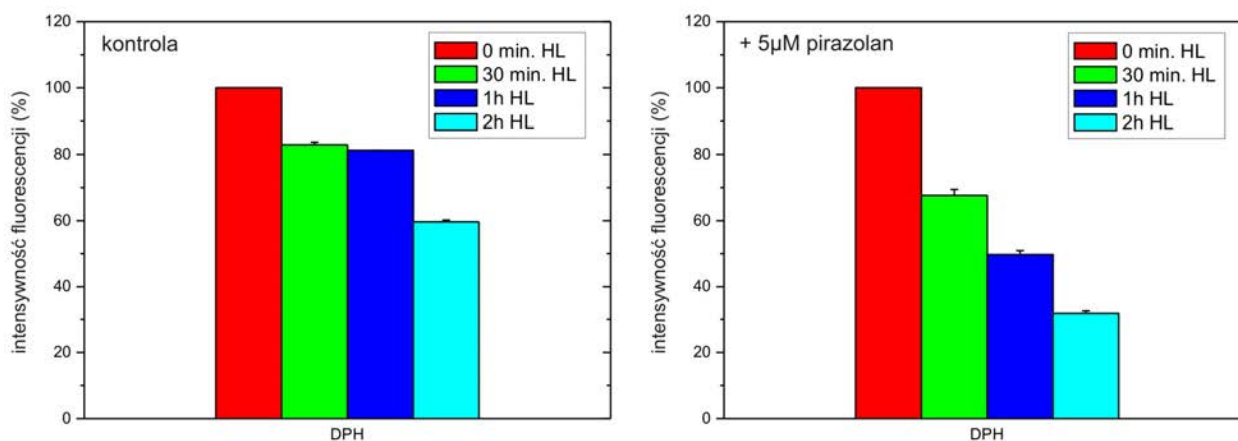 kontrola
0 min. HL
30 min. HL
1h HL
2h HL
intensywność fluorescencji (%)
120
100
80
60
40
20
0
DPH
+ 5μM pirazolan
0 min. HL
30 min. HL
1h HL
2h HL
intensywność fluorescencji (%)
120
100
80
60
40
20
0
DPH